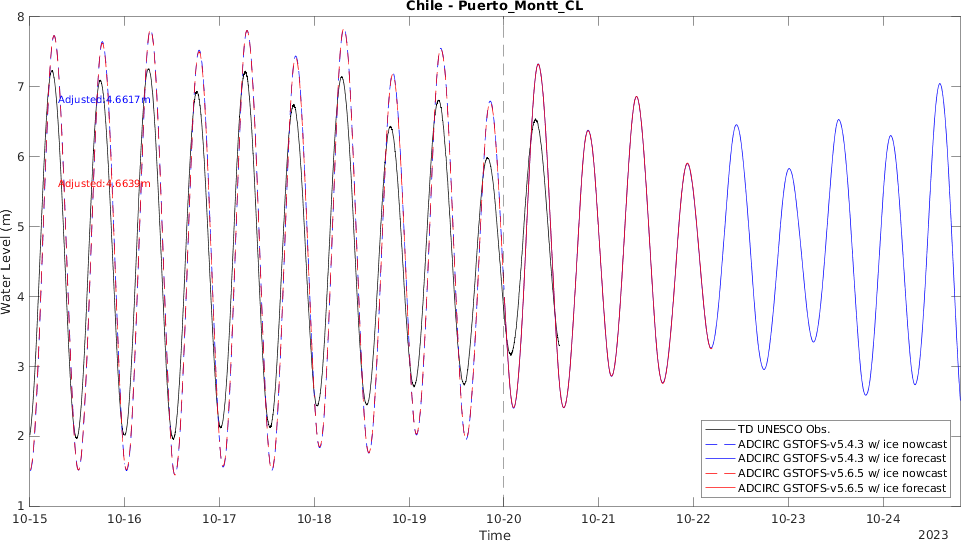 Chile - Puerto_Montt_CL
8
7
6
5
4
3
2
1
Water Level (m)
Adjusted:4.6617m
Adjusted:4.6639m
TD UNESCO Obs.
ADCIRC GSTOFS-v5.4.3 w/ ice nowcast
ADCIRC GSTOFS-v5.4.3 w/ ice forecast
ADCIRC GSTOFS-v5.6.5 w/ ice nowcast
ADCIRC GSTOFS-v5.6.5 w/ ice forecast
10-15 10-16 10-17 10-18 10-19 10-20 10-21 10-22 10-23 10-24
Time
2023